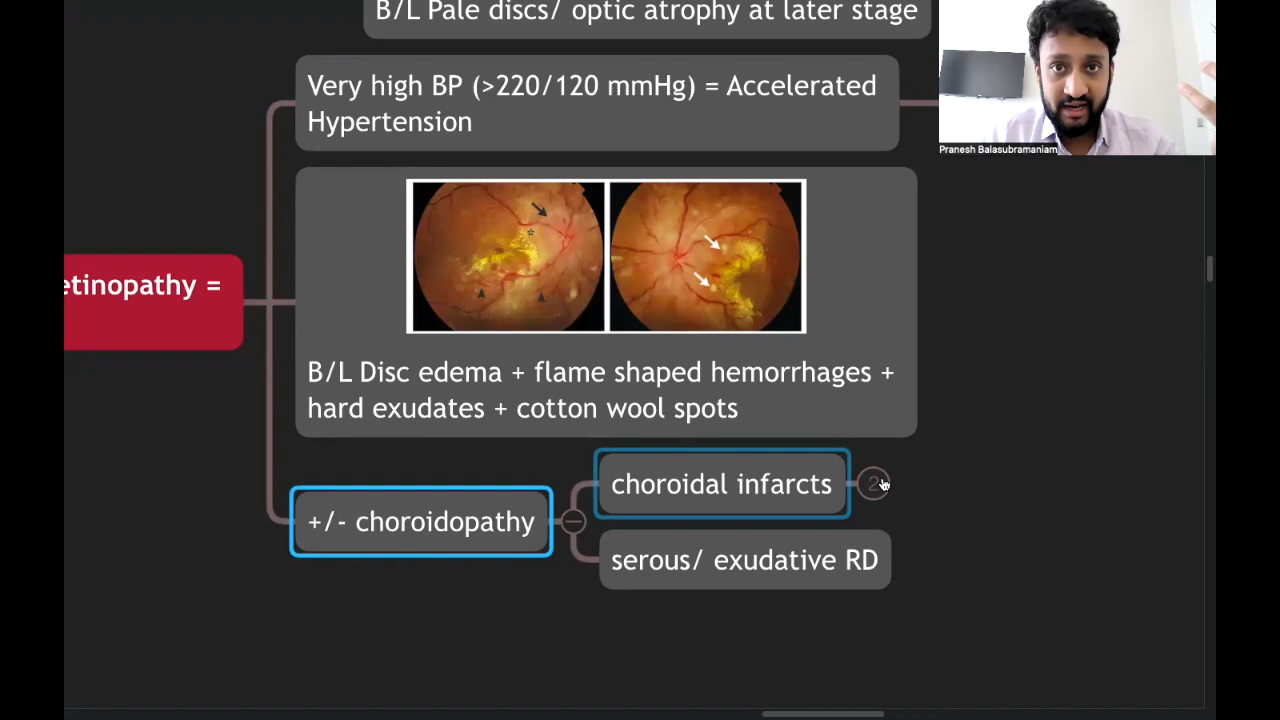 B/L Pale discs/ optic atrophy at later stage
Very high BP (>220/120 mmHg) = Accelerated
Hypertension
Pranesh Balasubramaniam
etinopathy =
B/L Disc edema + flame shaped hemorrhages +
hard exudates + cotton wool spots
choroidal infarcts
2
+/- choroidopathy
serous/ exudative RD